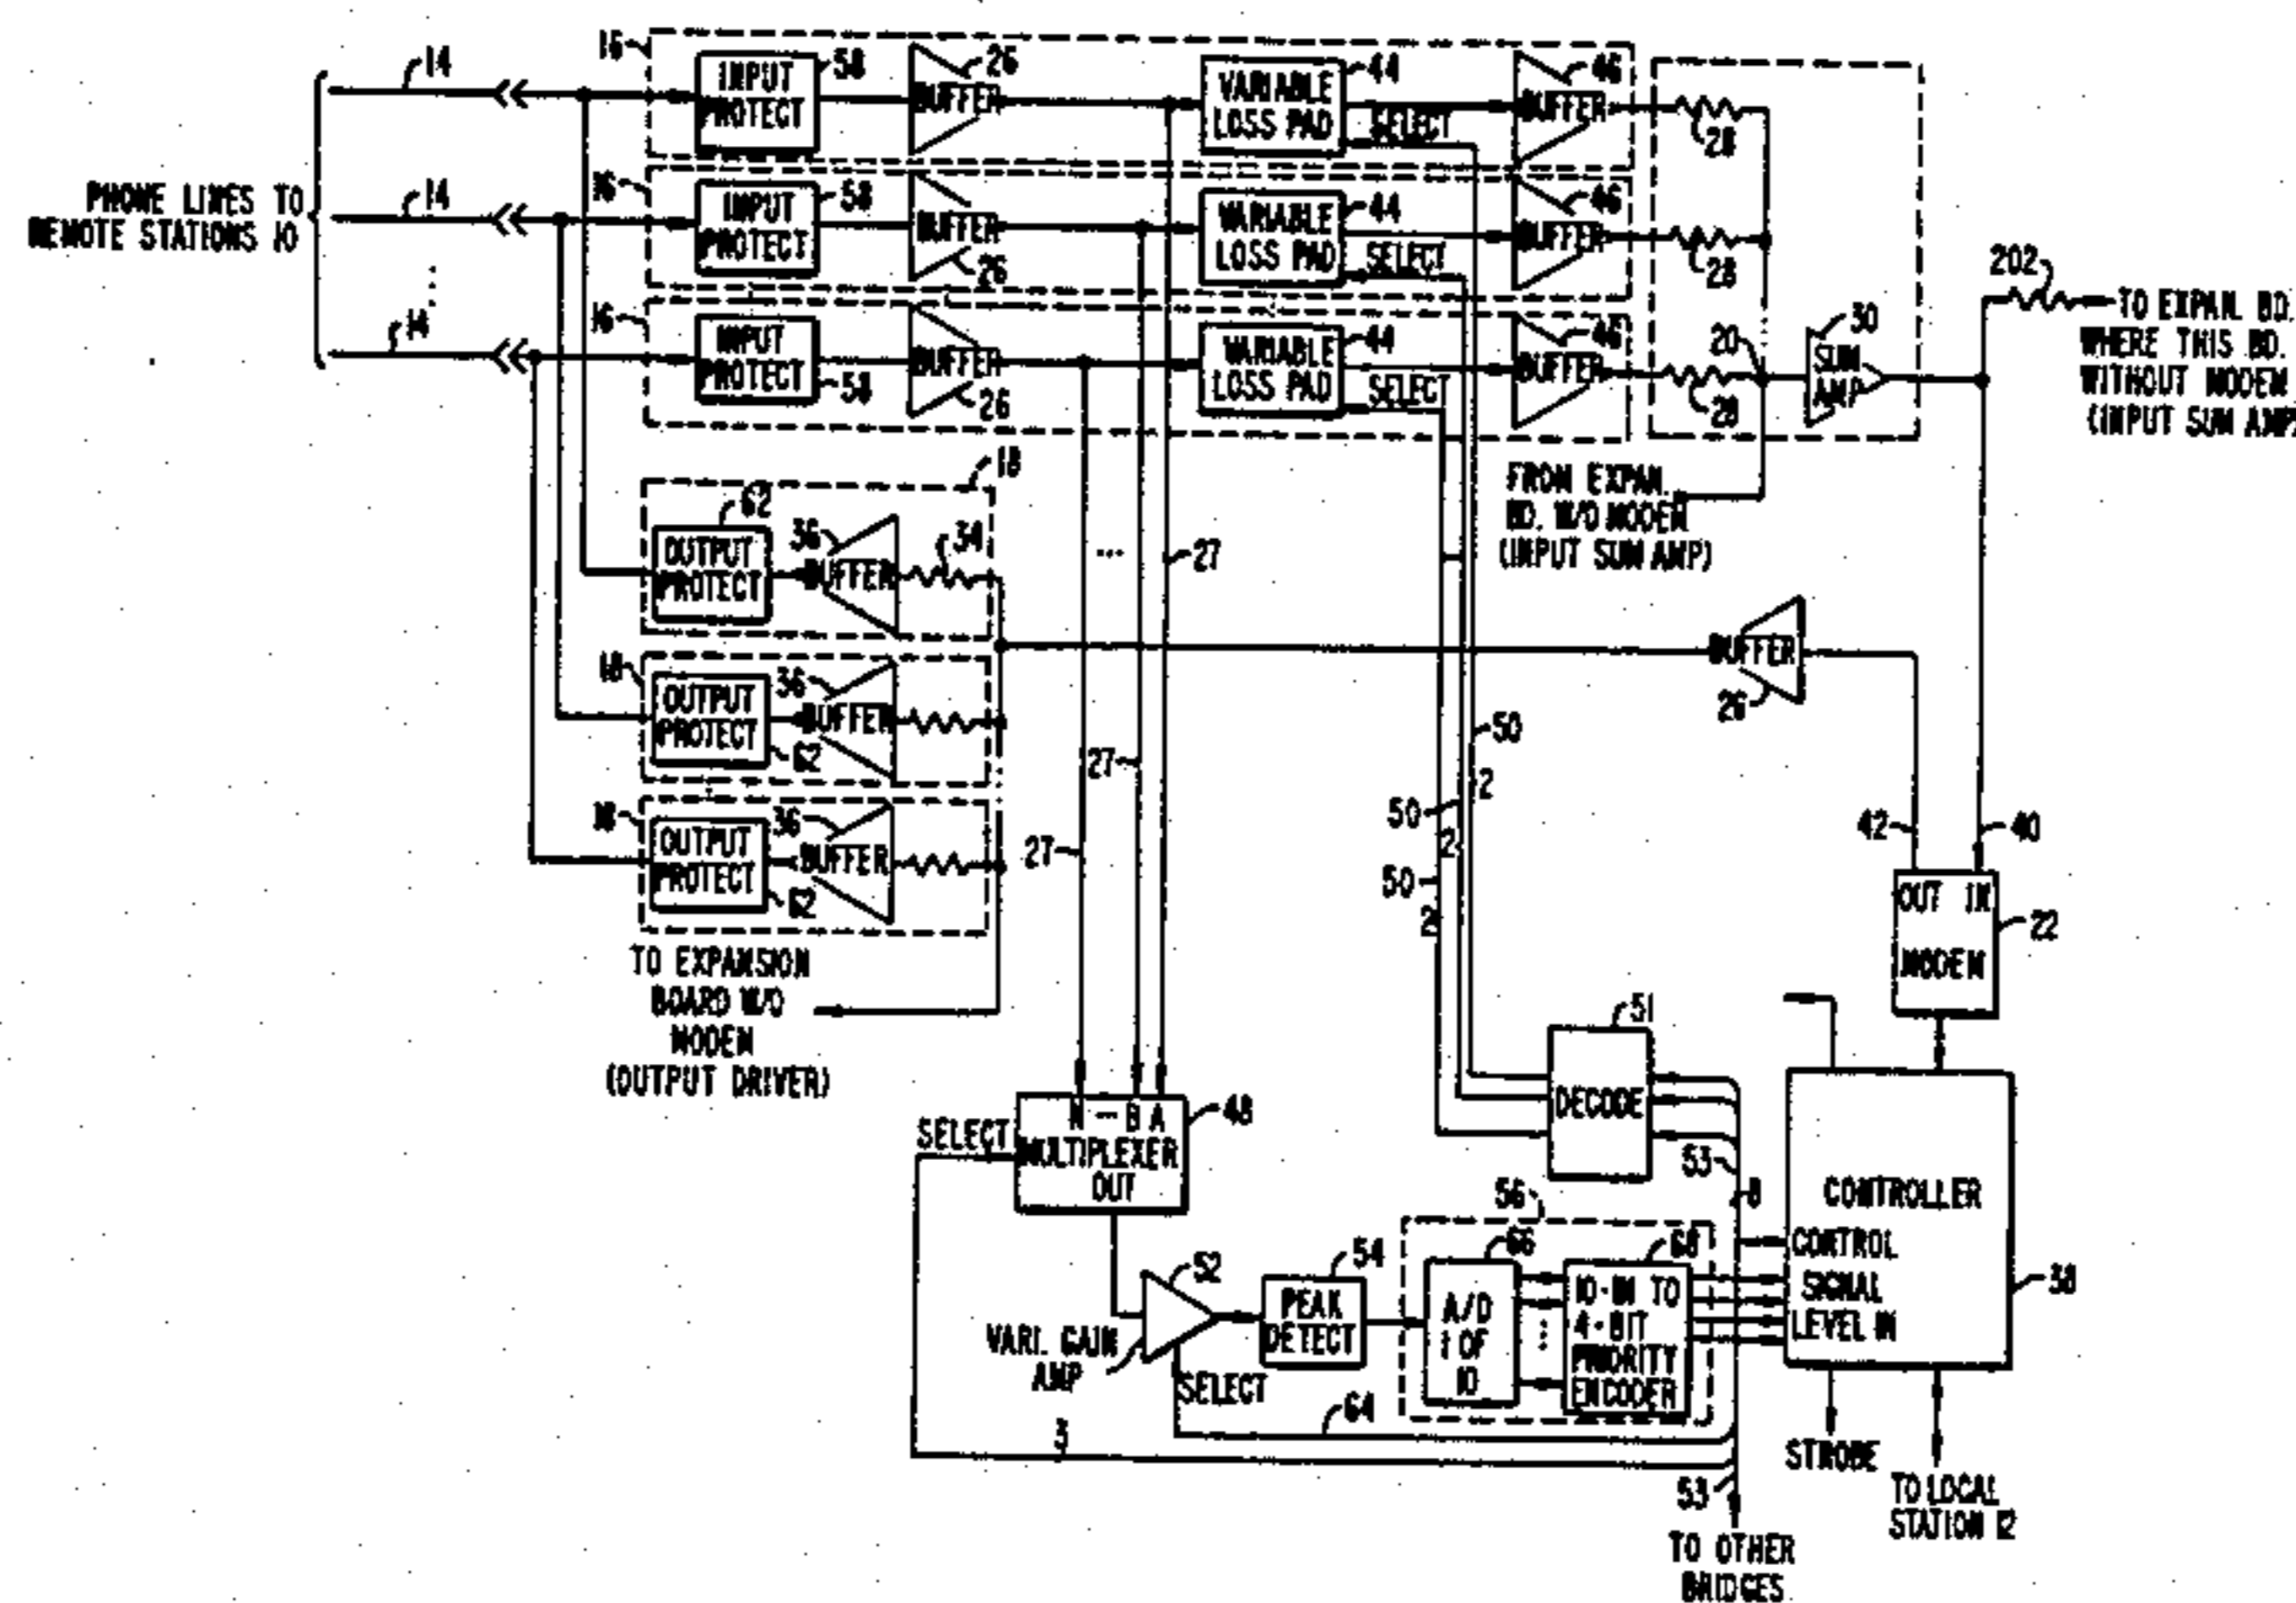 16
14
INPUT
PROTECT
58
26
BUFFER
VARIABLE
LOSS PAD
44
SELECT
46
BUFFER
28
PHONE LINES TO
REMOTE STATIONS 10
14
16
INPUT
PROTECT
58
BUFFER
26
VARIABLE
LOSS PAD
44
SELECT
46
BUFFER
28
202
TO EXPAN. BD.
WHERE THIS BD.
WITHOUT MODEM
(INPUT SUM AMP)
14
16
INPUT
PROTECT
58
BUFFER
26
VARIABLE
LOSS PAD
44
SELECT
46
BUFFER
28
20
30
SUM
AMP
FROM EXPAN.
BD. W/O MODEM
(INPUT SUM AMP)
18
62
OUTPUT
PROTECT
36
BUFFER
34
...
27
18
OUTPUT
PROTECT
62
36
BUFFER
BUFFER
26
27
50
2
18
OUTPUT
PROTECT
62
36
BUFFER
27
50
2
50
2
42
40
OUT IN
MODEM
22
TO EXPANSION
BOARD W/O
MODEM
(OUTPUT DRIVER)
SELECT
N - B A
MULTIPLEXER
OUT
48
51
DECODE
53
8
CONTROLLER
CONTROL
SIGNAL
LEVEL IN
38
52
VARI. GAIN
AMP
SELECT
54
PEAK
DETECT
56
66
A/D
1 OF
10
68
10-IN TO
4-BIT
PRIORITY
ENCODER
64
3
53
STROBE
TO LOCAL
STATION 12
TO OTHER
BRIDGES